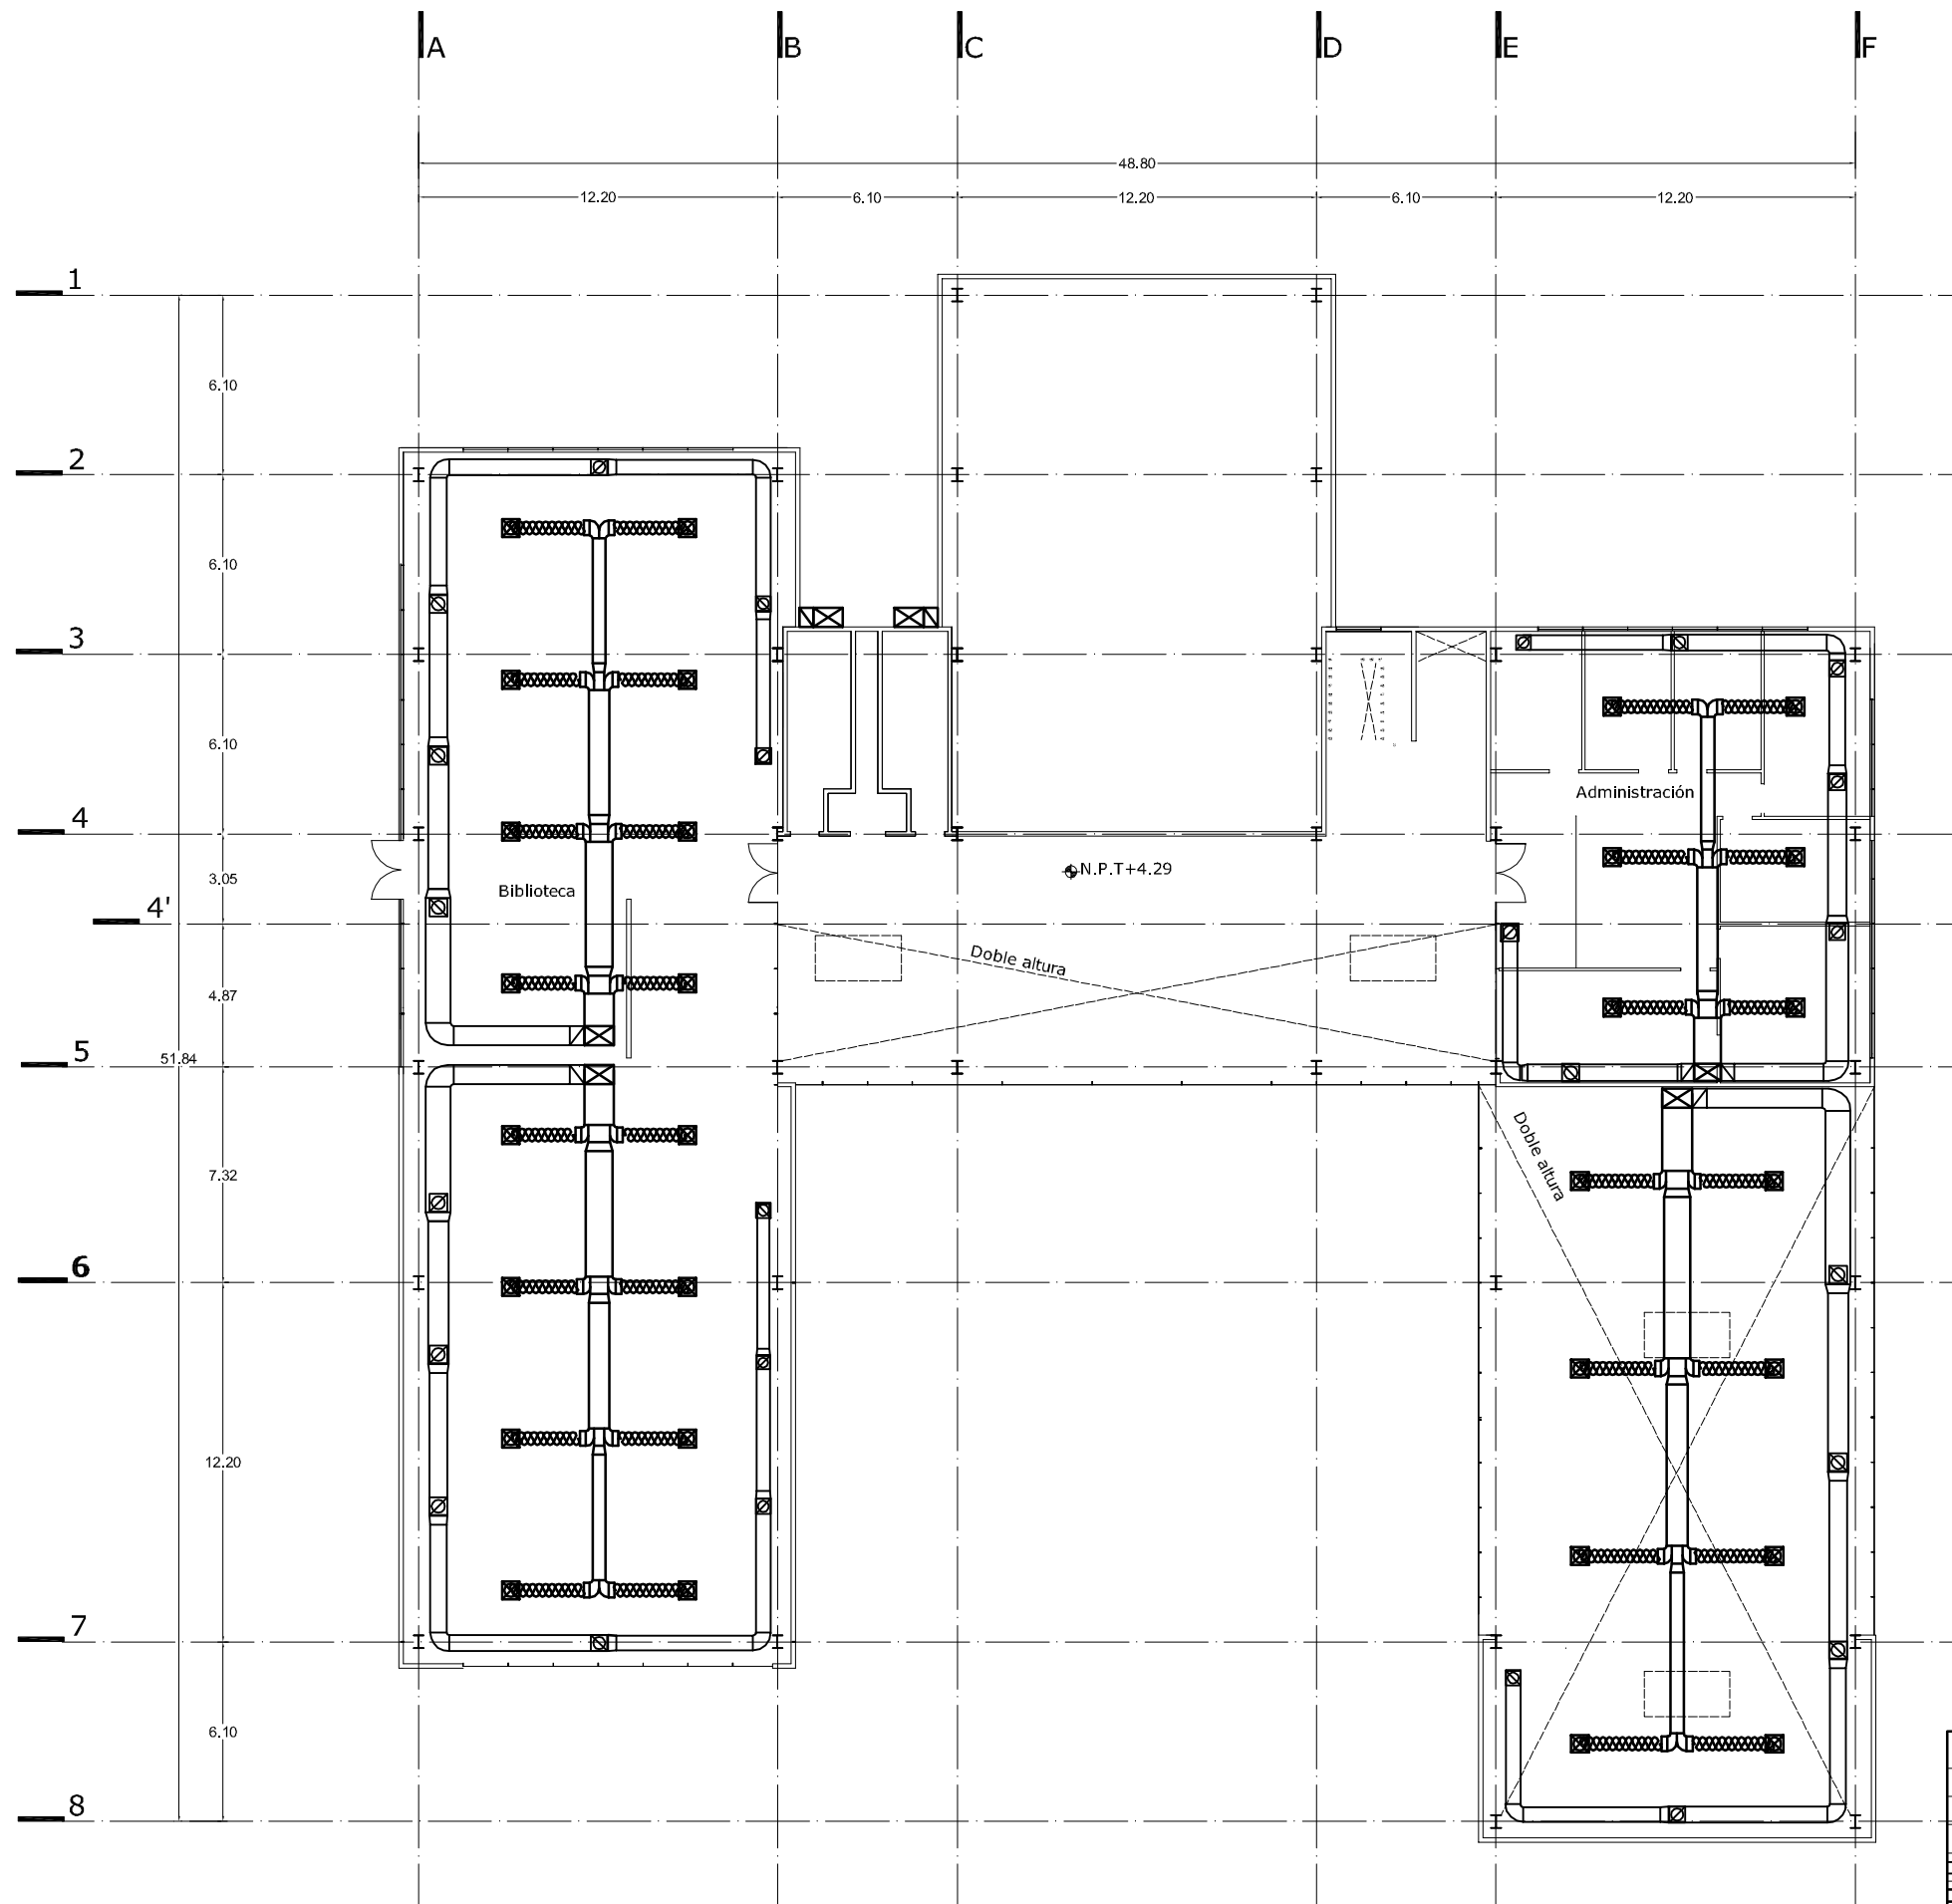 A B C D E F
48.80
12.20 6.10 12.20 6.10 12.20
1
6.10
2
6.10
3
6.10
Administración
4
N.P.T+4.29
3.05
Biblioteca
4'
Doble altura
4.87
5
51.84
Doble altura
7.32
6
12.20
7
6.10
8